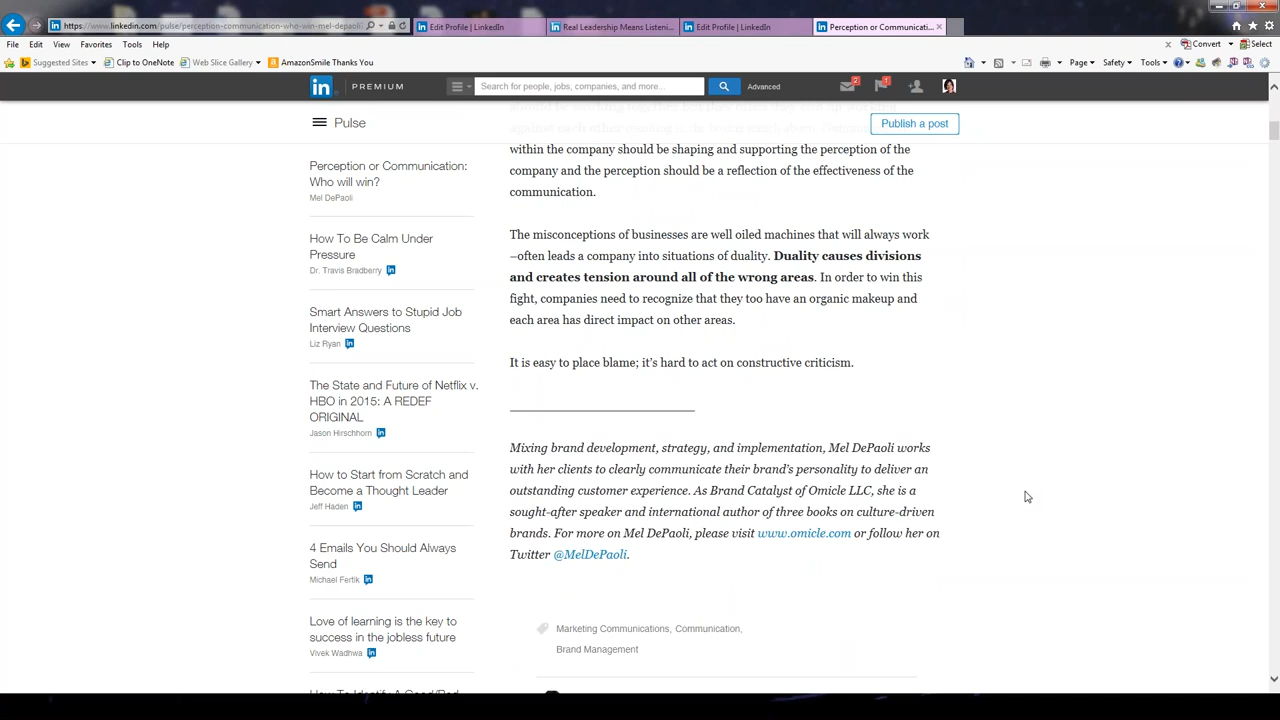 https://www.linkedin.com/pulse/perception-communication-who-win-mel-depaoli
Edit Profile | LinkedIn
Real Leadership Means Listeni...
Edit Profile | LinkedIn
Perception or Communicati...
File Edit View Favorites Tools Help
Convert
Select
Suggested Sites
Clip to OneNote
Web Slice Gallery
AmazonSmile Thanks You
Page
Safety
Tools
in PREMIUM
Search for people, jobs, companies, and more...
Advanced
2
1
Pulse
Publish a post
Perception or Communication:
Who will win?
Mel DePaoli
How To Be Calm Under
Pressure
Dr. Travis Bradberry
Smart Answers to Stupid Job
Interview Questions
Liz Ryan
The State and Future of Netflix v.
HBO in 2015: A REDEF
ORIGINAL
Jason Hirschhorn
How to Start from Scratch and
Become a Thought Leader
Jeff Haden
4 Emails You Should Always
Send
Michael Fertik
Love of learning is the key to
success in the jobless future
Vivek Wadhwa
within the company should be shaping and supporting the perception of the
company and the perception should be a reflection of the effectiveness of the
communication.
The misconceptions of businesses are well oiled machines that will always work
–often leads a company into situations of duality. Duality causes divisions
and creates tension around all of the wrong areas. In order to win this
fight, companies need to recognize that they too have an organic makeup and
each area has direct impact on other areas.
It is easy to place blame; it's hard to act on constructive criticism.
Mixing brand development, strategy, and implementation, Mel DePaoli works
with her clients to clearly communicate their brand's personality to deliver an
outstanding customer experience. As Brand Catalyst of Omicle LLC, she is a
sought-after speaker and international author of three books on culture-driven
brands. For more on Mel DePaoli, please visit www.omicle.com or follow her on
Twitter @MelDePaoli.
Marketing Communications, Communication,
Brand Management